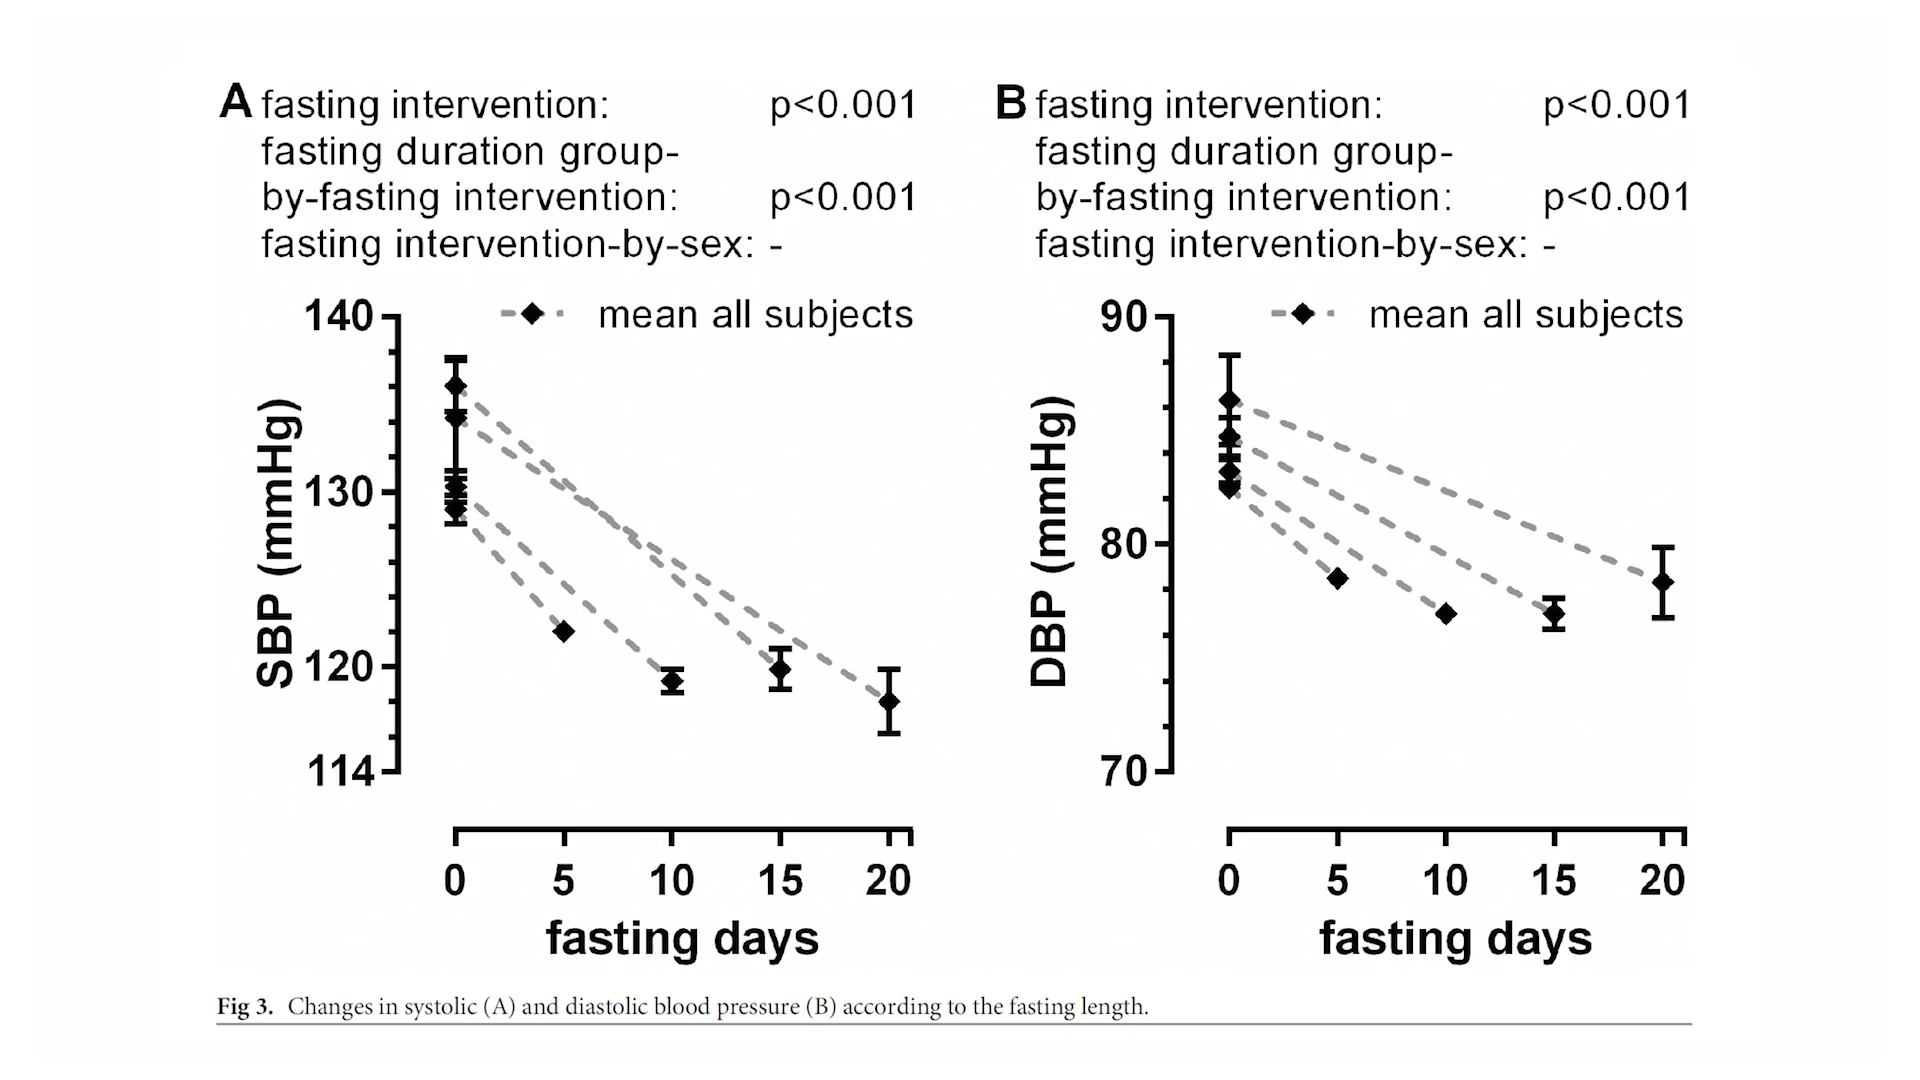 A fasting intervention: p<0.001
fasting duration group-
by-fasting intervention: p<0.001
fasting intervention-by-sex: -
mean all subjects
140
130
120
114
SBP (mmHg)
0 5 10 15 20
fasting days
B fasting intervention: p<0.001
fasting duration group-
by-fasting intervention: p<0.001
fasting intervention-by-sex: -
mean all subjects
90
80
70
DBP (mmHg)
0 5 10 15 20
fasting days
Fig 3. Changes in systolic (A) and diastolic blood pressure (B) according to the fasting length.